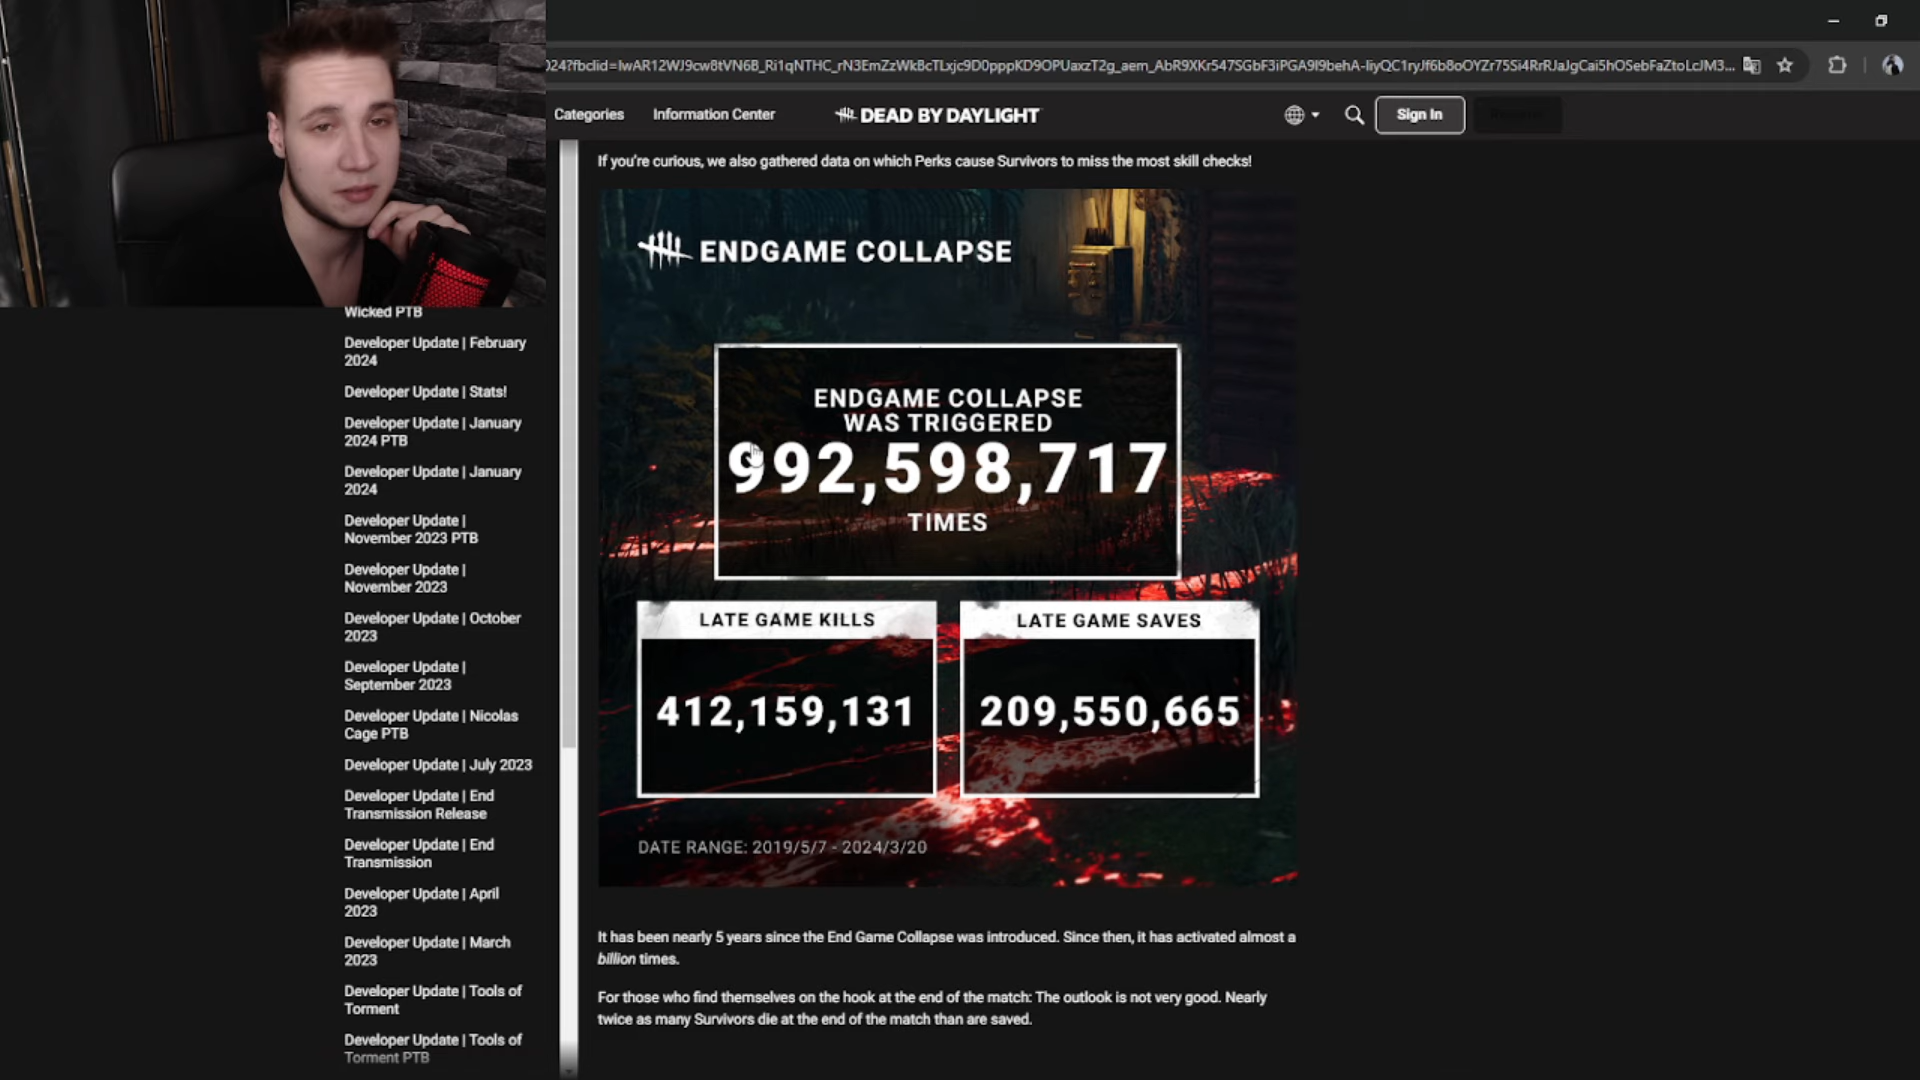 Categories
Information Center
DEAD BY DAYLIGHT
Sign In
If you're curious, we also gathered data on which Perks cause Survivors to miss the most skill checks!
ENDGAME COLLAPSE
ENDGAME COLLAPSE
WAS TRIGGERED
992,598,717
TIMES
LATE GAME KILLS
412,159,131
LATE GAME SAVES
209,550,665
DATE RANGE: 2019/5/7 - 2024/3/20
It has been nearly 5 years since the End Game Collapse was introduced. Since then, it has activated almost a
billion times.
For those who find themselves on the hook at the end of the match: The outlook is not very good. Nearly
twice as many Survivors die at the end of the match than are saved.
Wicked PTB
Developer Update | February
2024
Developer Update | Stats!
Developer Update | January
2024 PTB
Developer Update | January
2024
Developer Update |
November 2023 PTB
Developer Update |
November 2023
Developer Update | October
2023
Developer Update |
September 2023
Developer Update | Nicolas
Cage PTB
Developer Update | July 2023
Developer Update | End
Transmission Release
Developer Update | End
Transmission
Developer Update | April
2023
Developer Update | March
2023
Developer Update | Tools of
Torment
Developer Update | Tools of
Torment PTB